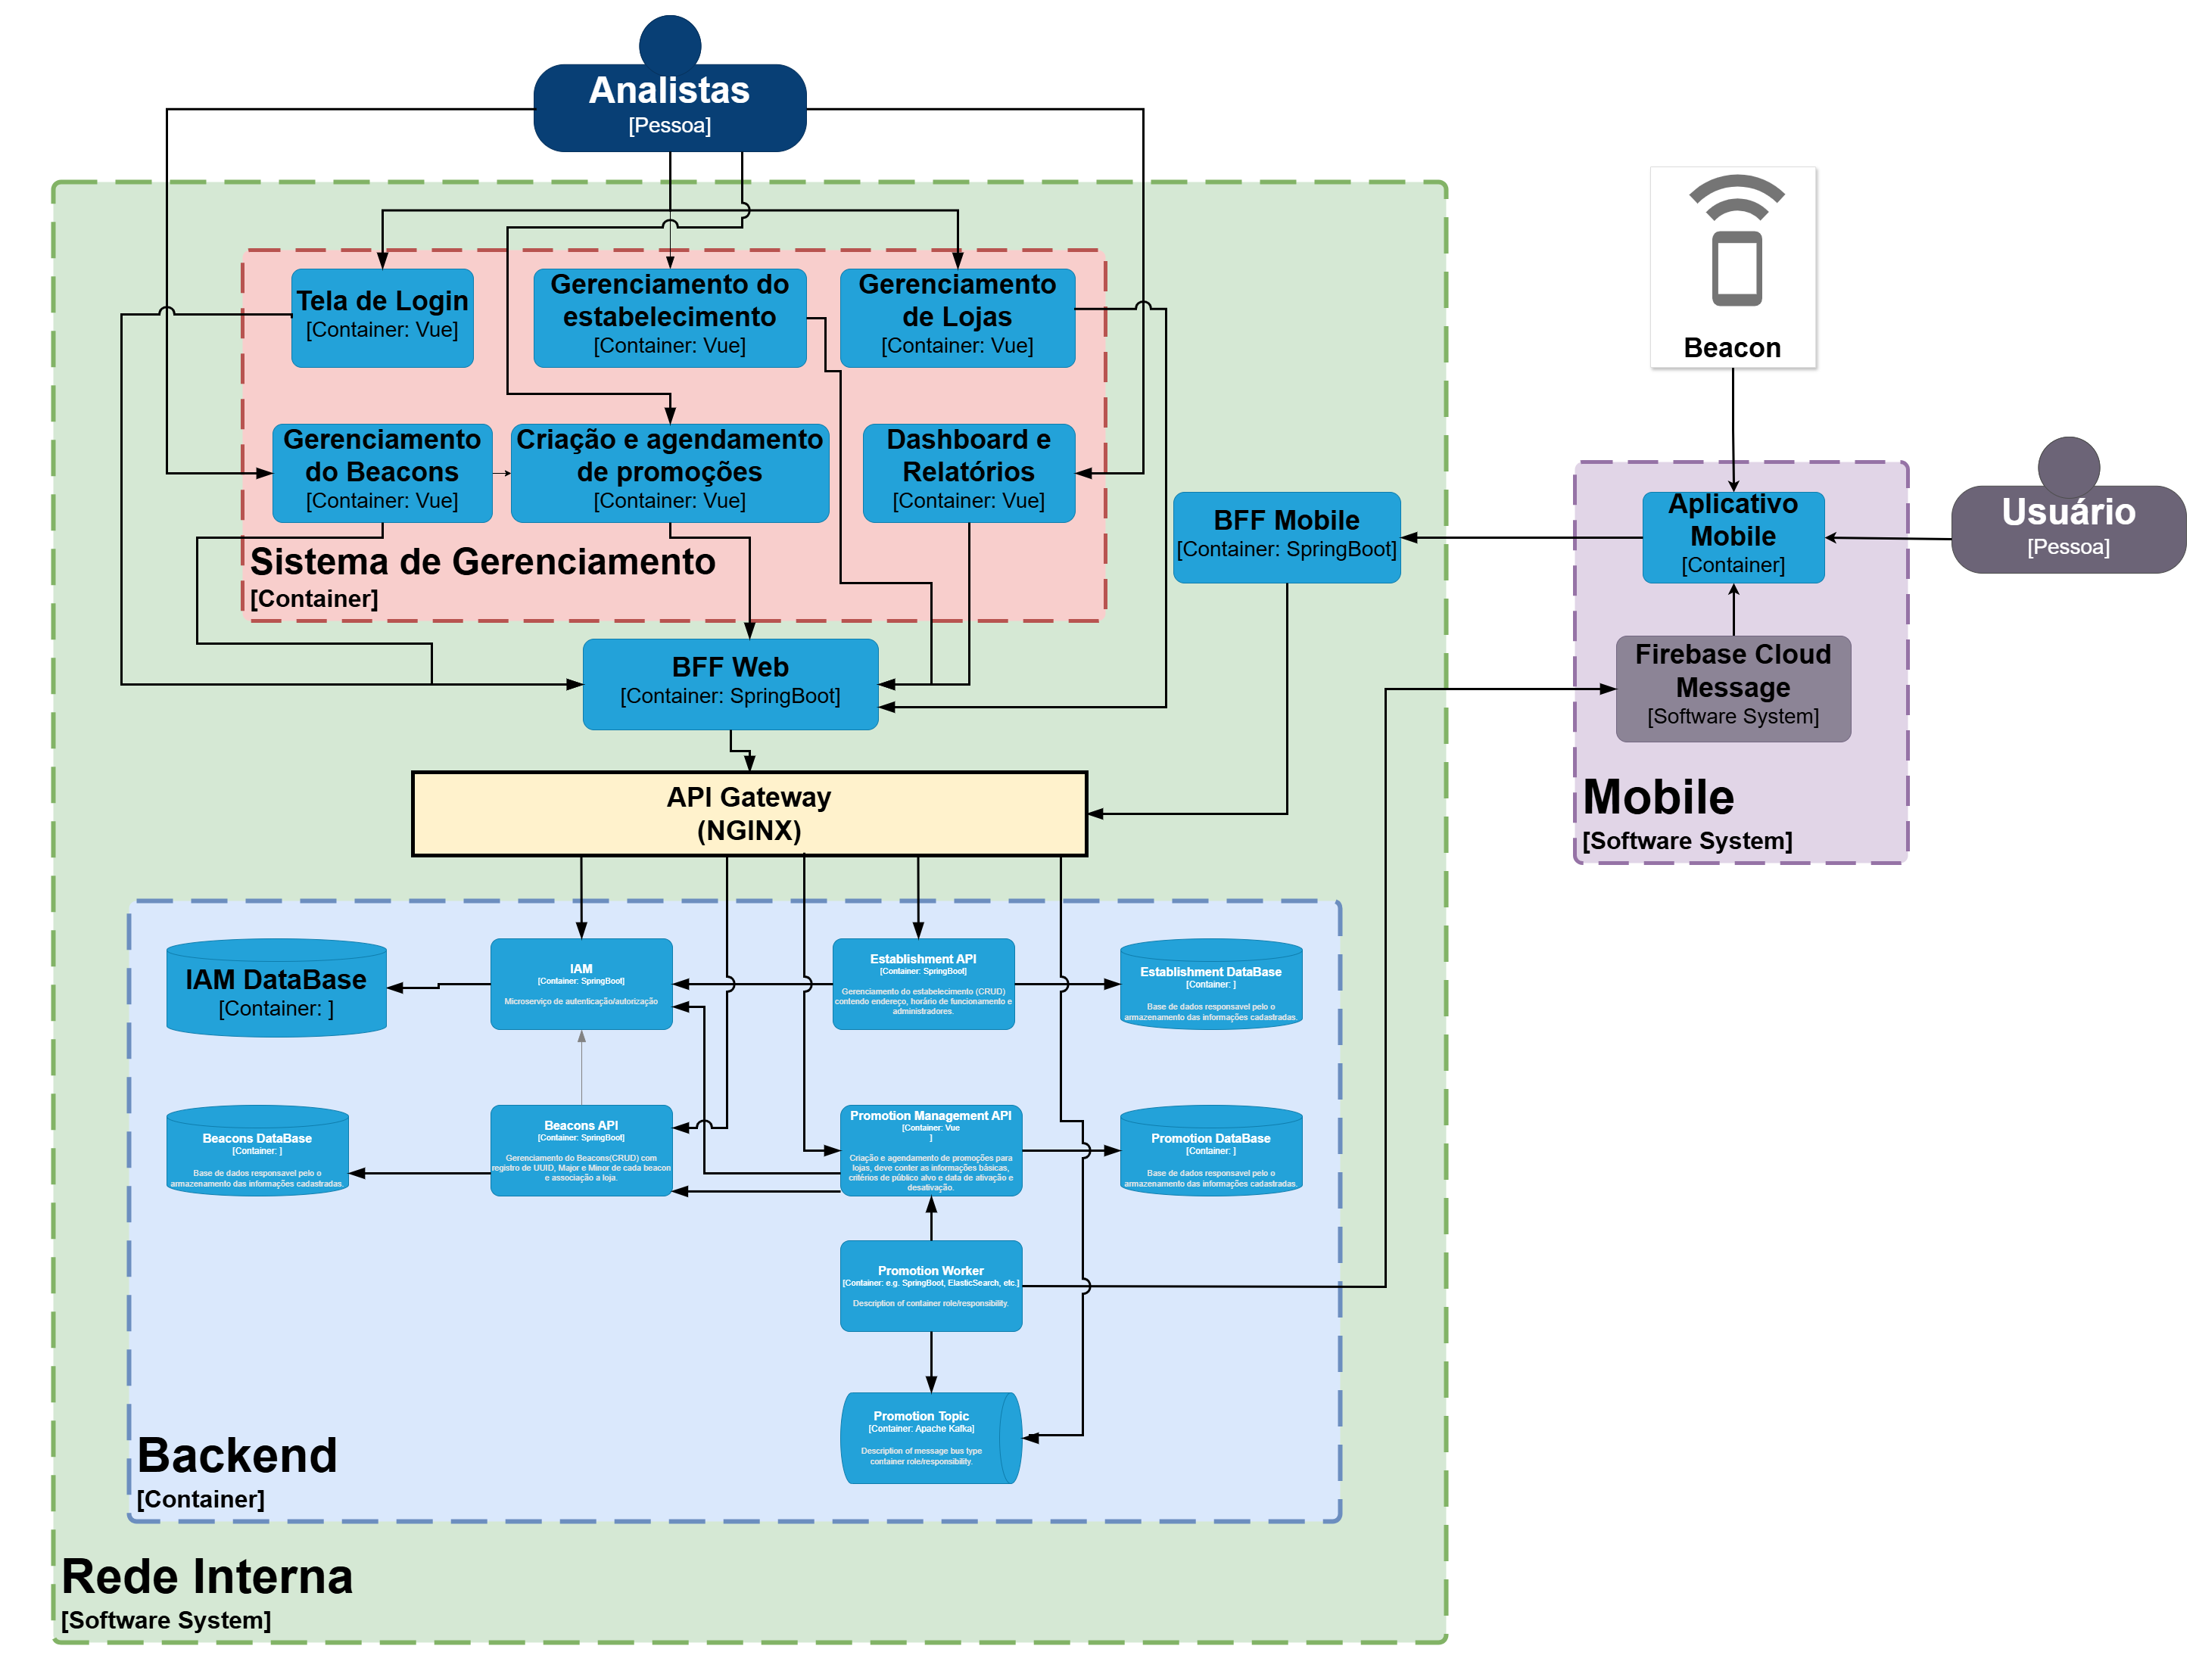 Analistas
[Pessoa]
Tela de Login
[Container: Vue]
Gerenciamento do
estabelecimento
[Container: Vue]
Gerenciamento
de Lojas
[Container: Vue]
Beacon
Gerenciamento
do Beacons
[Container: Vue]
Criação e agendamento
de promoções
[Container: Vue]
Dashboard e
Relatórios
[Container: Vue]
Sistema de Gerenciamento
[Container]
BFF Mobile
[Container: SpringBoot]
Aplicativo
Mobile
[Container]
Usuário
[Pessoa]
Firebase Cloud
Message
[Software System]
Mobile
[Software System]
BFF Web
[Container: SpringBoot]
API Gateway
(NGINX)
IAM DataBase
[Container: ]
IAM
[Container: SpringBoot]
Microserviço de autenticação/autorização
Establishment API
[Container: SpringBoot]
Gerenciamento do estabelecimento (CRUD)
contendo endereço, horário de funcionamento e
administradores.
Establishment DataBase
[Container: ]
Base de dados responsavel pelo o
armazenamento das informações cadastradas.
Beacons DataBase
[Container: ]
Base de dados responsavel pelo o
armazenamento das informações cadastradas.
Beacons API
[Container: SpringBoot]
Gerenciamento do Beacons(CRUD) com
registro de UUID, Major e Minor de cada beacon
e associação a loja.
Promotion Management API
[Container: Vue
]
Criação e agendamento de promoções para
lojas, deve conter as informações básicas,
critérios de público alvo e data de ativação e
desativação.
Promotion DataBase
[Container: ]
Base de dados responsavel pelo o
armazenamento das informações cadastradas.
Promotion Worker
[Container: e.g. SpringBoot, ElasticSearch, etc.]
Description of container role/responsibility.
Promotion Topic
[Container: Apache Kafka]
Description of message bus type
container role/responsibility.
Backend
[Container]
Rede Interna
[Software System]